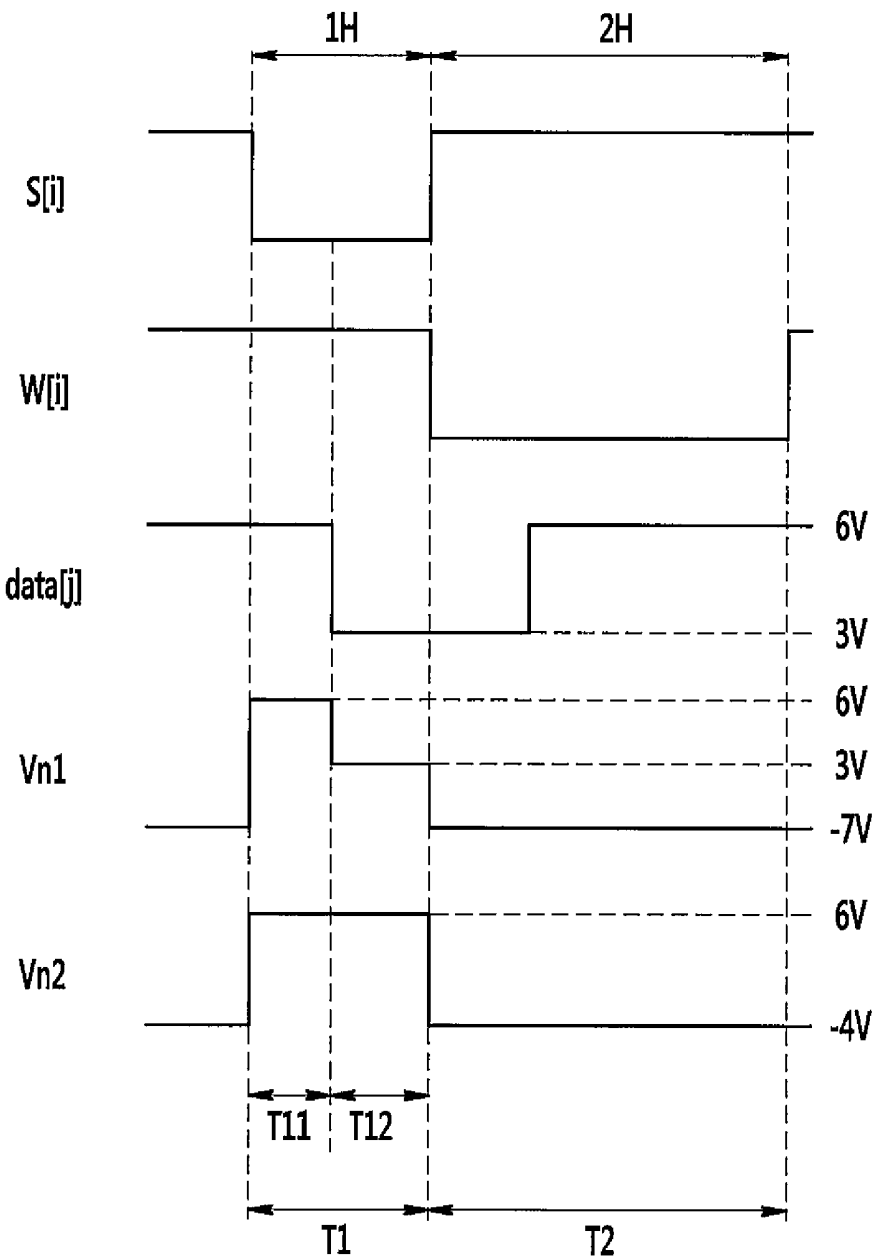 1H 2H
S[i]
W[i]
6V
data[j]
3V
6V
Vn1 3V
-7V
6V
Vn2
-4V
T11 T12
T1 T2